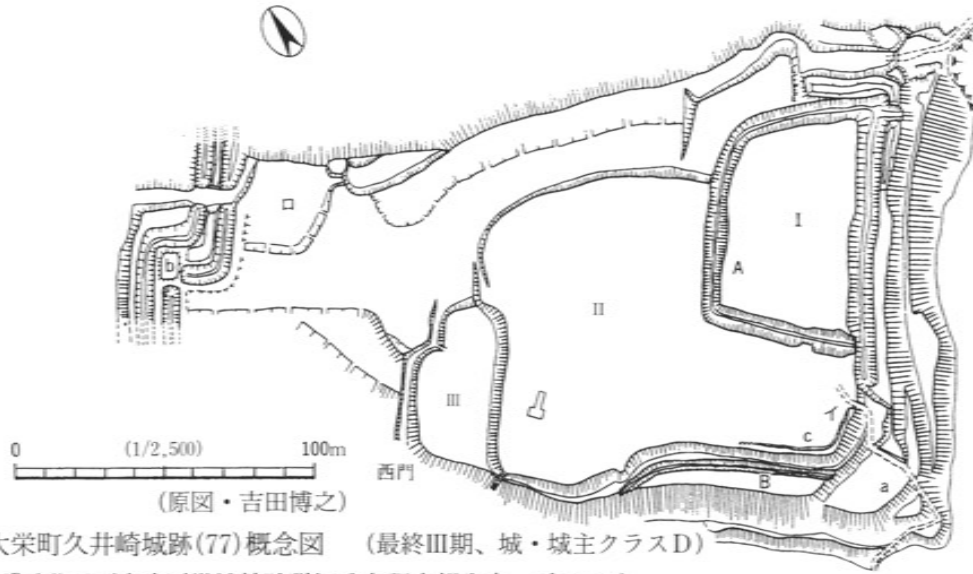 ロ
b
Ⅰ
A
Ⅱ
Ⅲ
イ
c
B
a
0 (1/2,500) 100m
西門
(原図・吉田博之)
大栄町久井崎城跡(77)概念図 (最終Ⅲ期、城・城主クラスD)